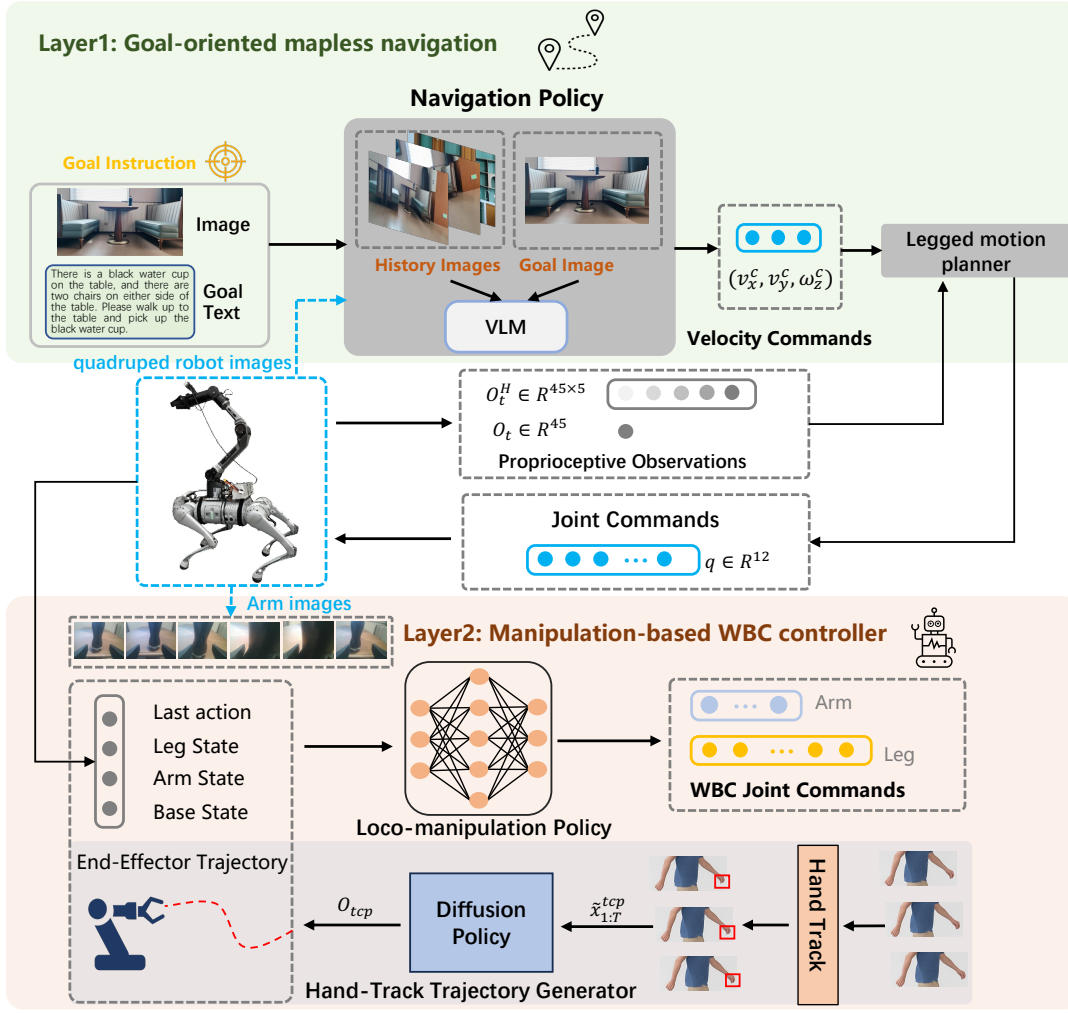 Layer1: Goal-oriented mapless navigation
Navigation Policy
Goal Instruction
Image
There is a black water cup
on the table, and there are
two chairs on either side of
the table. Please walk up to
the table and pick up the
black water cup.
Goal
Text
History Images
Goal Image
VLM
(v_x^c, v_y^c, ω_z^c)
Velocity Commands
Legged motion
planner
quadruped robot images
O_t^H ∈ R^{45×5}
O_t ∈ R^{45}
Proprioceptive Observations
Joint Commands
... q ∈ R^{12}
Arm images
Layer2: Manipulation-based WBC controller
Last action
Leg State
Arm State
Base State
Loco-manipulation Policy
... Arm
... Leg
WBC Joint Commands
End-Effector Trajectory
O_{tcp}
Diffusion
Policy
x̃_{1:T}^{tcp}
Hand Track
Hand-Track Trajectory Generator